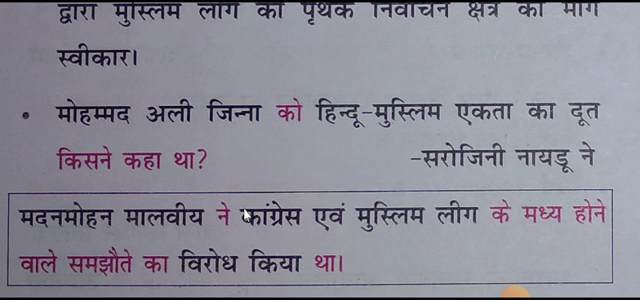 द्वारा मुस्लिम लीग की पृथक निर्वाचन क्षेत्र की मांग
स्वीकार।
• मोहम्मद अली जिन्ना को हिन्दू-मुस्लिम एकता का दूत
किसने कहा था? -सरोजिनी नायडू ने
मदनमोहन मालवीय ने कांग्रेस एवं मुस्लिम लीग के मध्य होने
वाले समझौते का विरोध किया था।